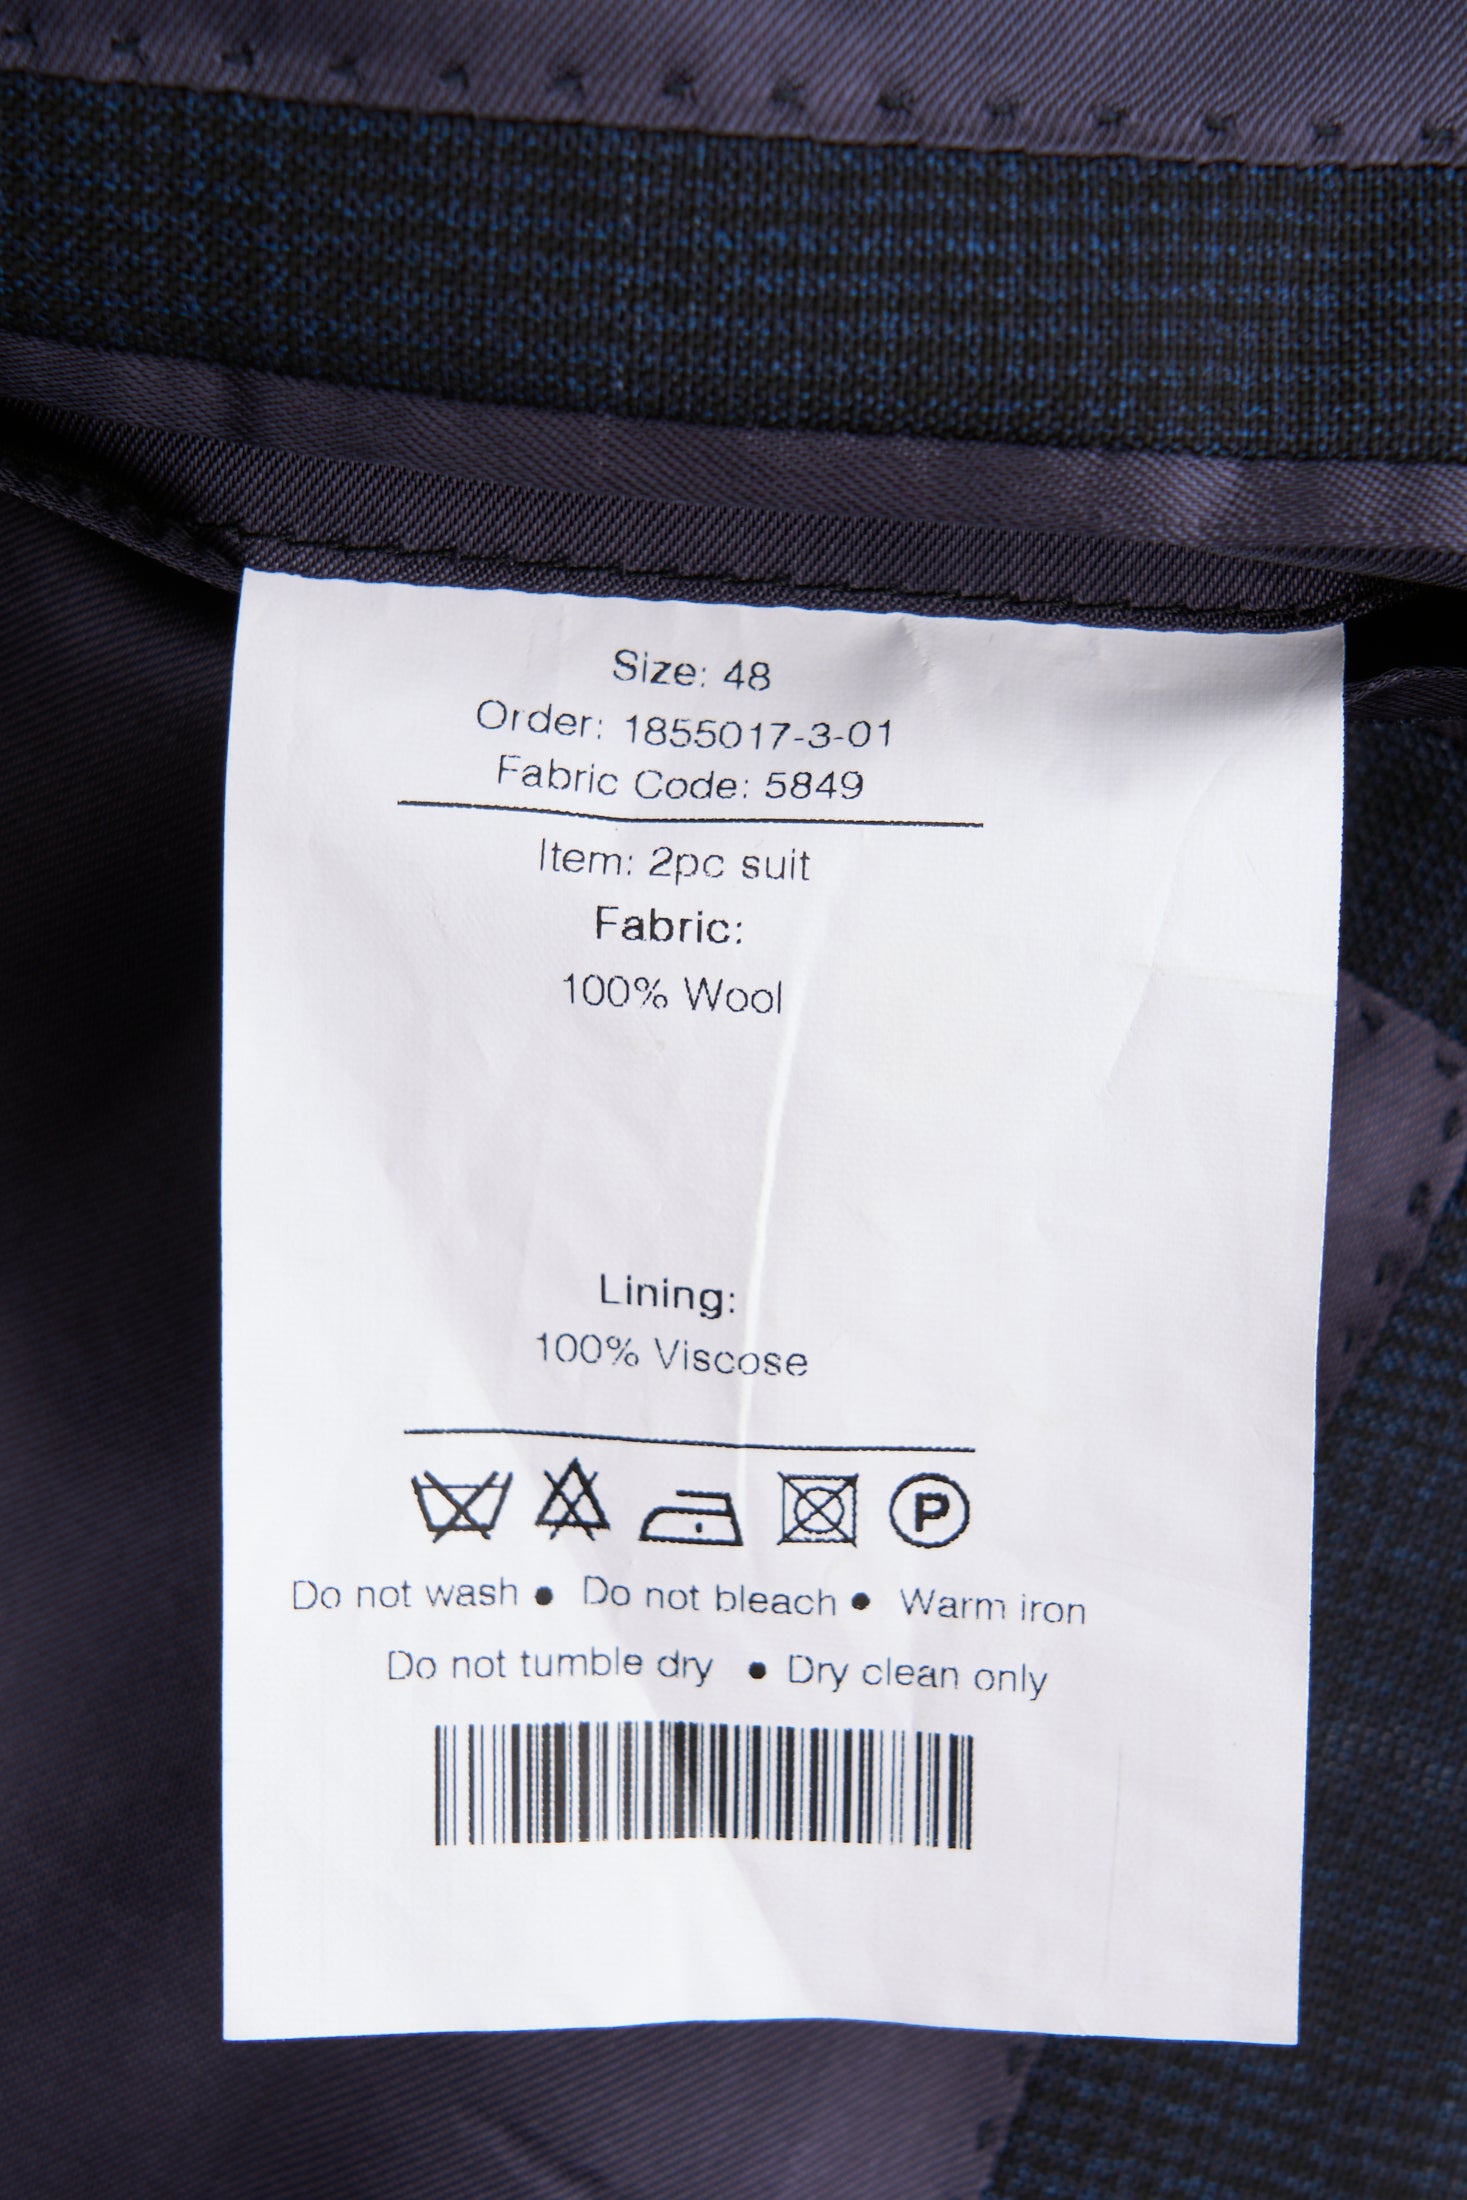 Size: 48
Order: 1855017-3-01
Fabric Code: 5849
Item: 2pc suit
Fabric:
100% Wool
Lining:
100% Viscose
P
Do not wash • Do not bleach • Warm iron
Do not tumble dry • Dry clean only